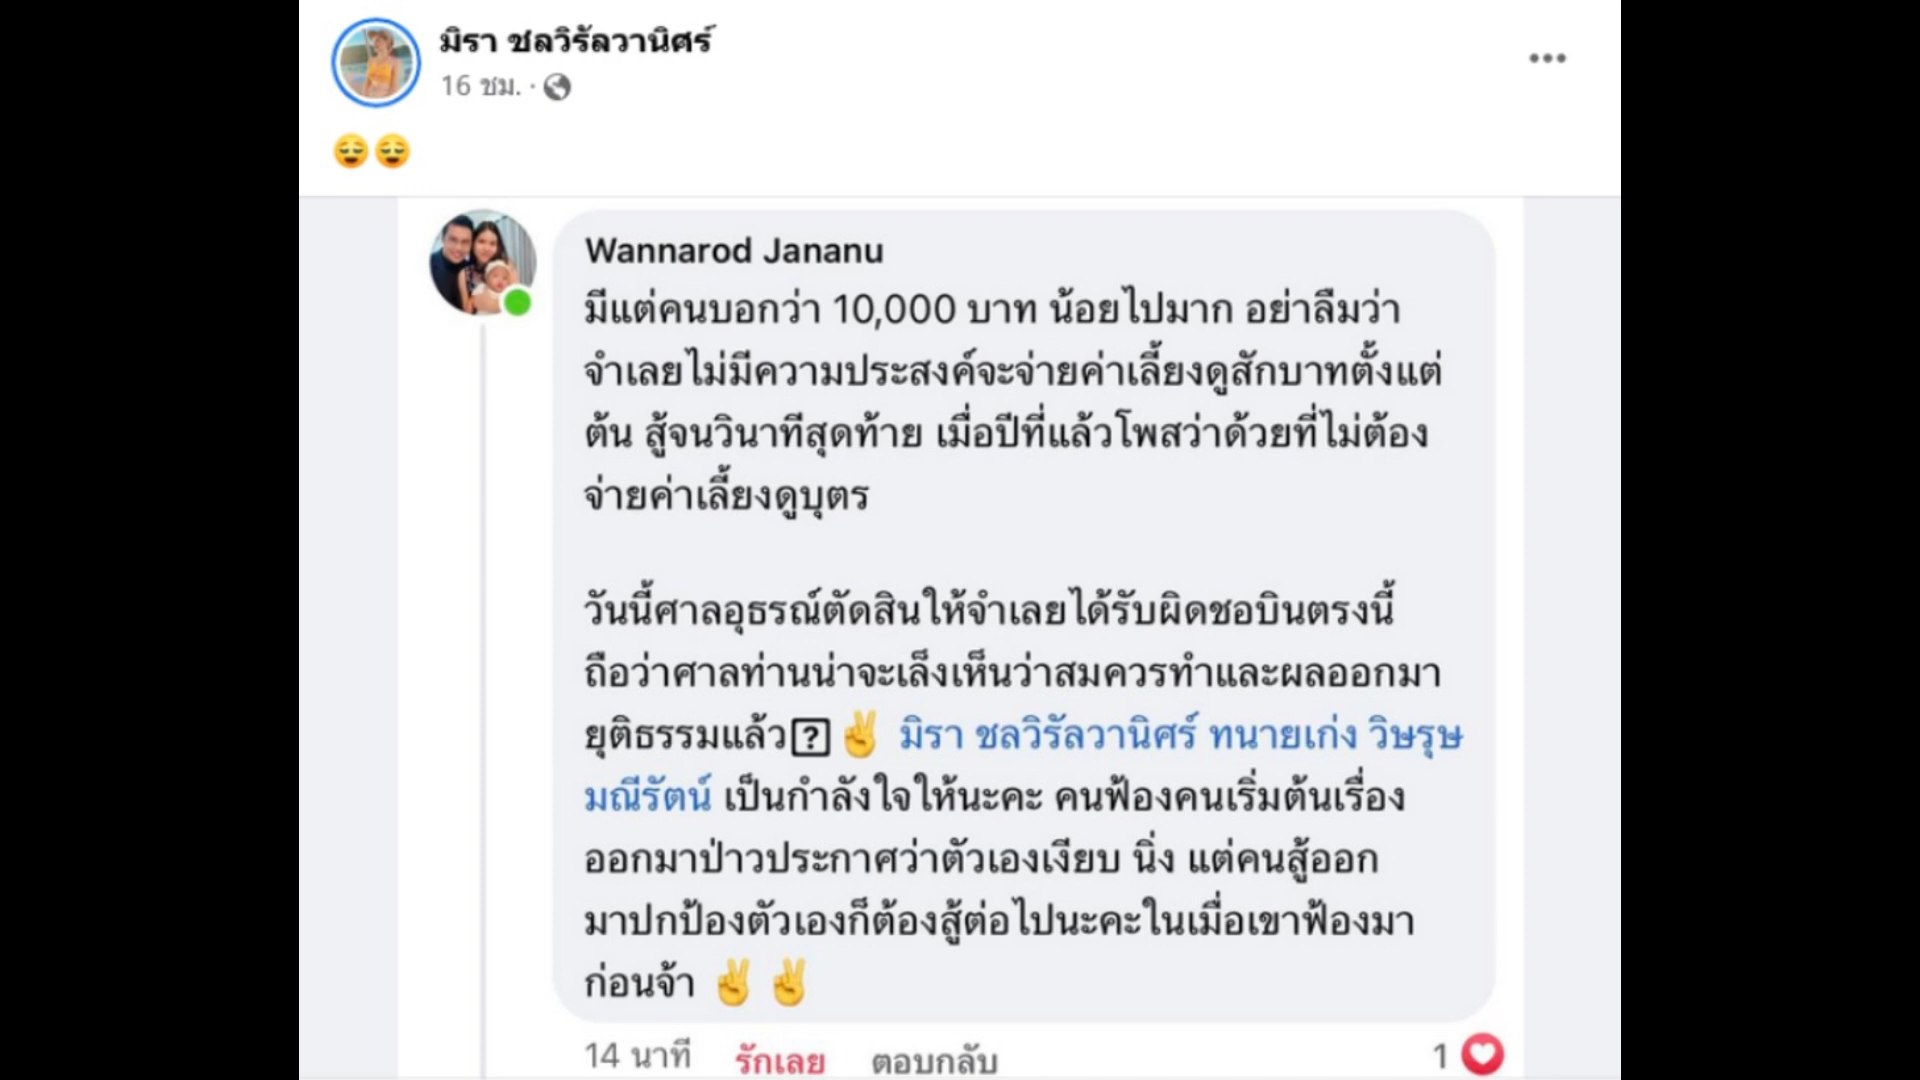 มิรา ชลวิรัลวานิศร์
16 ชม. ·
😌😌
Wannarod Jananu
มีแต่คนบอกว่า 10,000 บาท น้อยไปมาก อย่าลืมว่า
จำเลยไม่มีความประสงค์จะจ่ายค่าเลี้ยงดูสักบาทตั้งแต่
ต้น สู้จนวินาทีสุดท้าย เมื่อปีที่แล้วโพสว่าด้วยที่ไม่ต้อง
จ่ายค่าเลี้ยงดูบุตร
วันนี้ศาลอุธรณ์ตัดสินให้จำเลยได้รับผิดชอบินตรงนี้
ถือว่าศาลท่านน่าจะเล็งเห็นว่าสมควรทำและผลออกมา
ยุติธรรมแล้ว⍰✌️ มิรา ชลวิรัลวานิศร์ ทนายเก่ง วิษรุษ
มณีรัตน์ เป็นกำลังใจให้นะคะ คนฟ้องคนเริ่มต้นเรื่อง
ออกมาป่าวประกาศว่าตัวเองเงียบ นิ่ง แต่คนสู้ออก
มาปกป้องตัวเองก็ต้องสู้ต่อไปนะคะในเมื่อเขาฟ้องมา
ก่อนจ้า ✌️ ✌️
14 นาที รักเลย ตอบกลับ 1